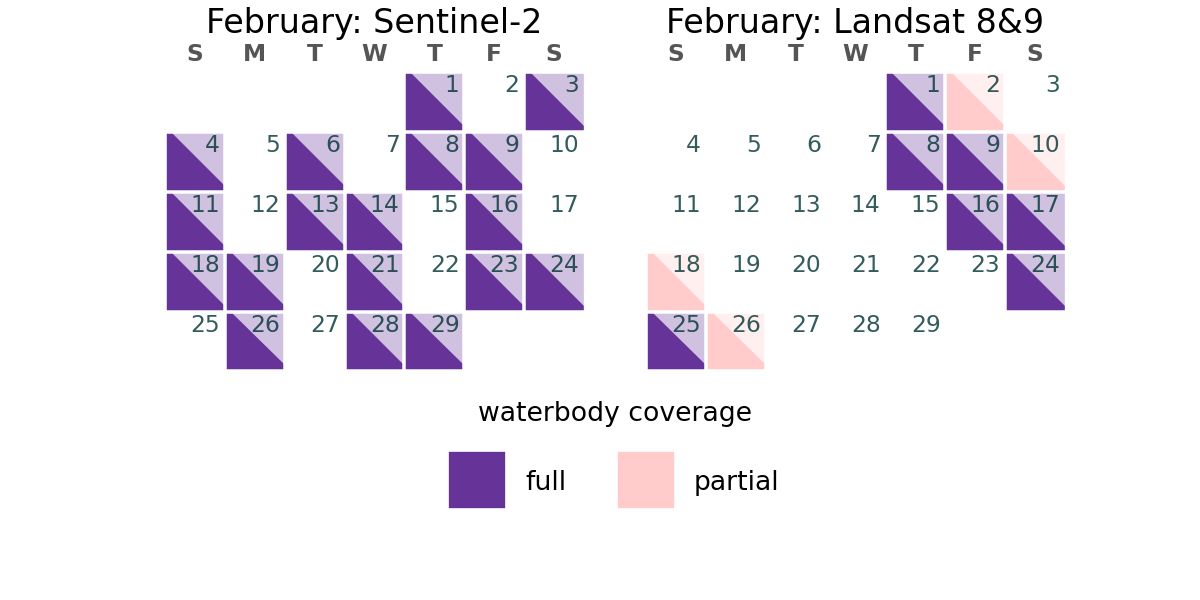 February: Sentinel-2
S M T W T F S
1 2 3
4 5 6 7 8 9 10
11 12 13 14 15 16 17
18 19 20 21 22 23 24
25 26 27 28 29
February: Landsat 8&9
S M T W T F S
1 2 3
4 5 6 7 8 9 10
11 12 13 14 15 16 17
18 19 20 21 22 23 24
25 26 27 28 29
waterbody coverage
full partial